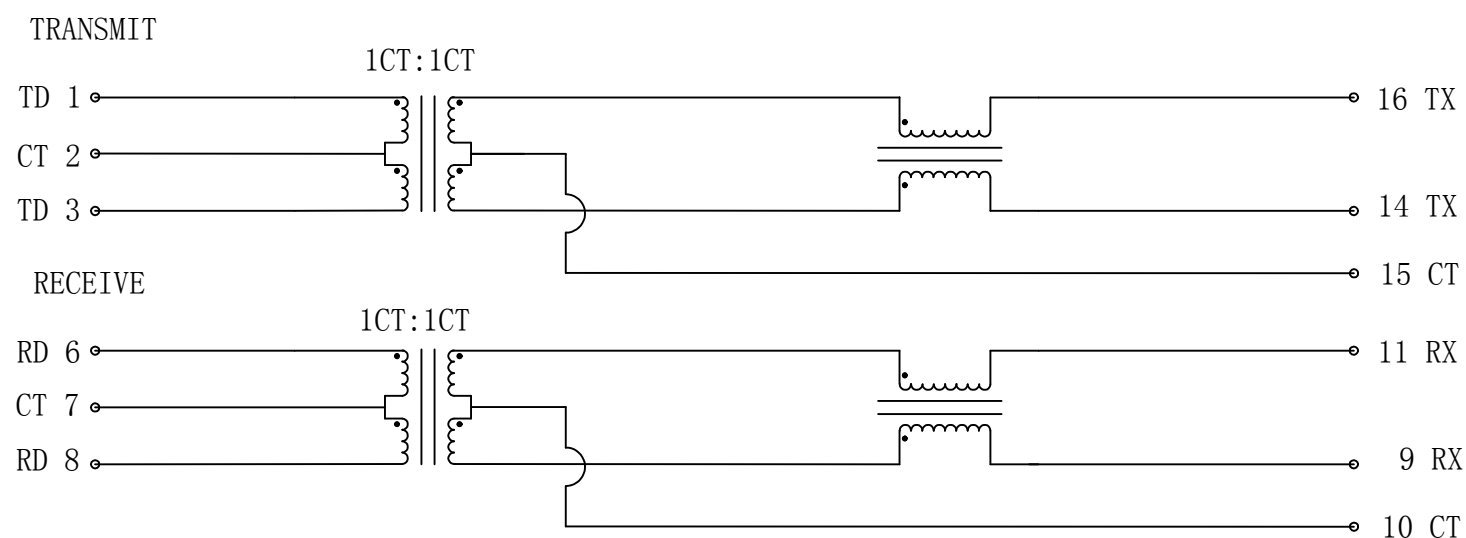 TRANSMIT
1CT:1CT
TD 1
16 TX
CT 2
TD 3
14 TX
15 CT
RECEIVE
1CT:1CT
RD 6
11 RX
CT 7
RD 8
9 RX
10 CT